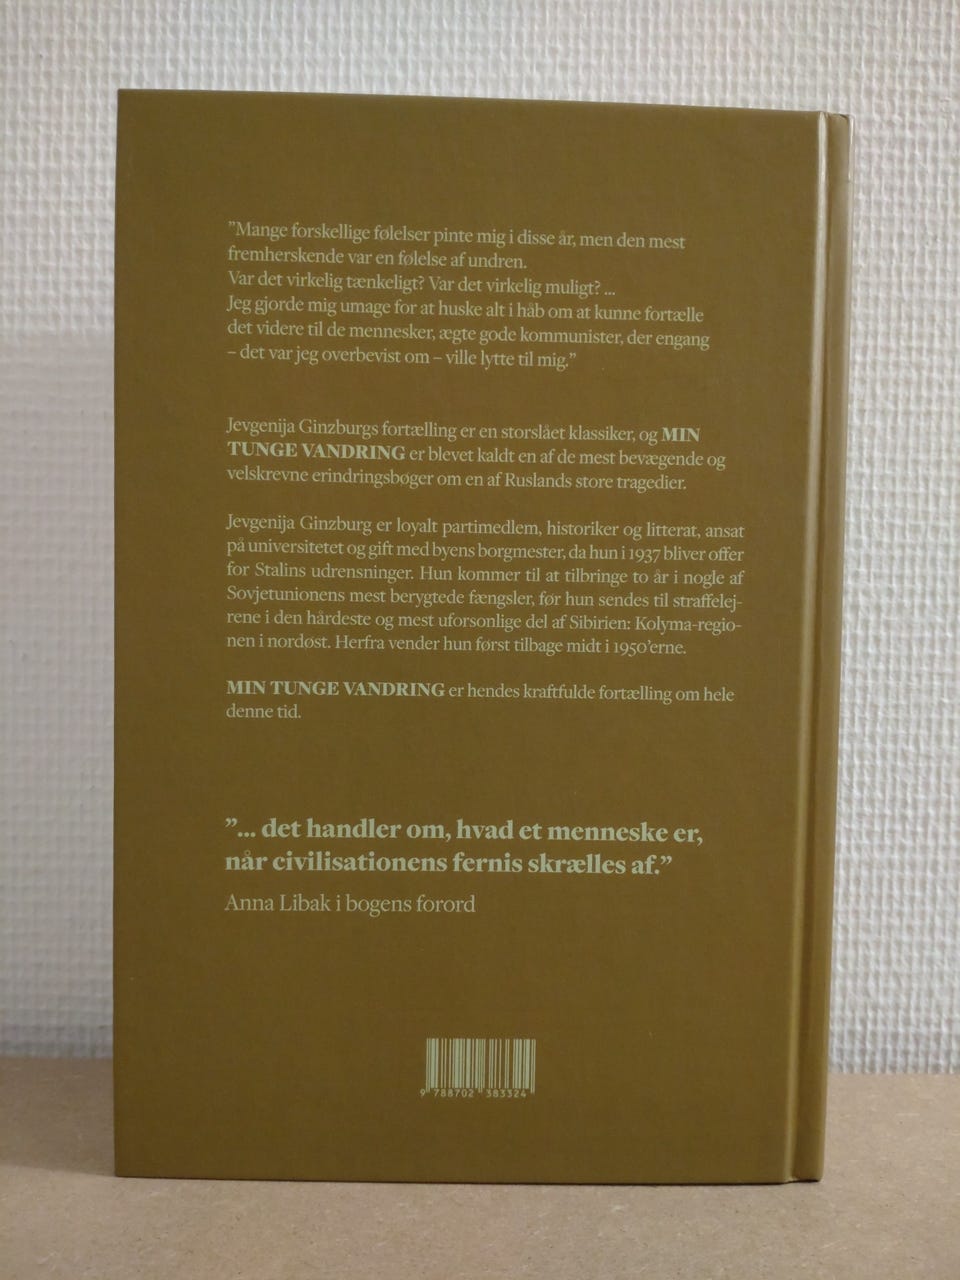 ”Mange forskellige følelser pinte mig i disse år, men den mest
fremherskende var en følelse af undren.
Var det virkelig tænkeligt? Var det virkelig muligt? ...
Jeg gjorde mig umage for at huske alt i håb om at kunne fortælle
det videre til de mennesker, ægte gode kommunister, der engang
– det var jeg overbevist om – ville lytte til mig.”
Jevgenija Ginzburgs fortælling er en storslået klassiker, og MIN
TUNGE VANDRING er blevet kaldt en af de mest bevægende og
velskrevne erindringsbøger om en af Ruslands store tragedier.
Jevgenija Ginzburg er loyalt partimedlem, historiker og litterat, ansat
på universitetet og gift med byens borgmester, da hun i 1937 bliver offer
for Stalins udrensninger. Hun kommer til at tilbringe to år i nogle af
Sovjetunionens mest berygtede fængsler, før hun sendes til straffelej-
rene i den hårdeste og mest uforsonlige del af Sibirien: Kolyma-regio-
nen i nordøst. Herfra vender hun først tilbage midt i 1950’erne.
MIN TUNGE VANDRING er hendes kraftfulde fortælling om hele
denne tid.
”... det handler om, hvad et menneske er,
når civilisationens fernis skrælles af.”
Anna Libak i bogens forord
9 788702 383324